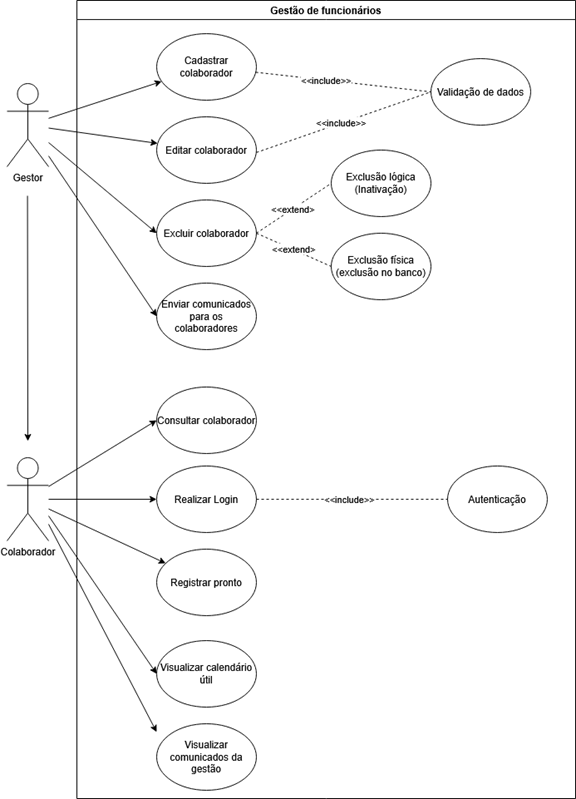 Gestão de funcionários
Cadastrar
colaborador
<<include>>
Validação de dados
<<include>>
Editar colaborador
Gestor
Exclusão lógica
(Inativação)
<<extend>
Excluir colaborador
<<extend>
Exclusão física
(exclusão no banco)
Enviar comunicados
para os
colaboradores
Consultar colaborador
Realizar Login
<<include>>
Autenticação
Colaborador
Registrar pronto
Visualizar calendário
útil
Visualizar
comunicados da
gestão